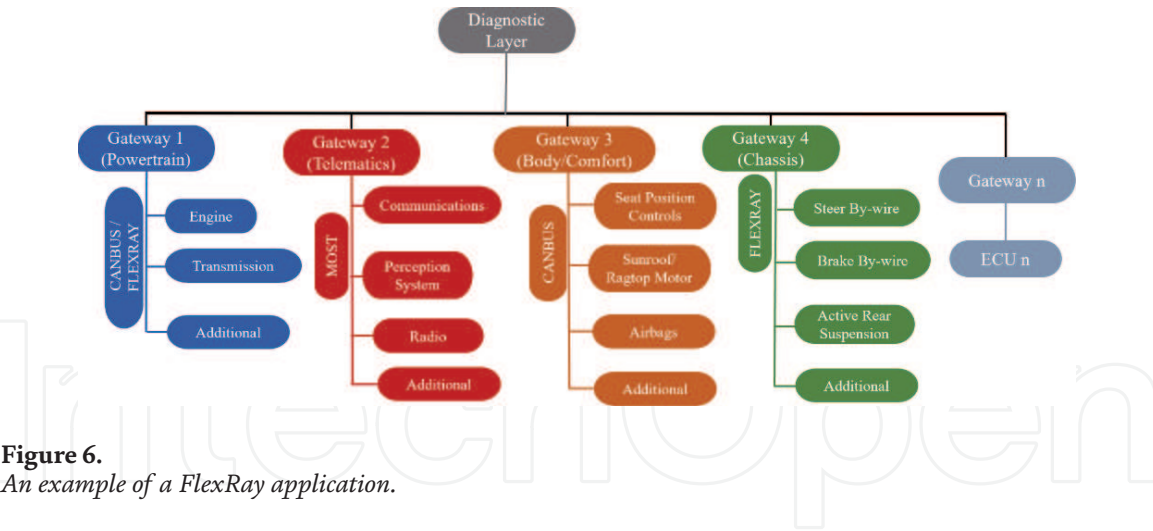 Diagnostic
Layer
Gateway 1
(Powertrain)
CANBUS /
FLEXRAY
Engine
Transmission
Additional
Gateway 2
(Telematics)
MOST
Communications
Perception
System
Radio
Additional
Gateway 3
(Body/Comfort)
CANBUS
Seat Position
Controls
Sunroof/
Ragtop Motor
Airbags
Additional
Gateway 4
(Chassis)
FLEXRAY
Steer By-wire
Brake By-wire
Active Rear
Suspension
Additional
Gateway n
ECU n
IntechOpen
Figure 6.
An example of a FlexRay application.